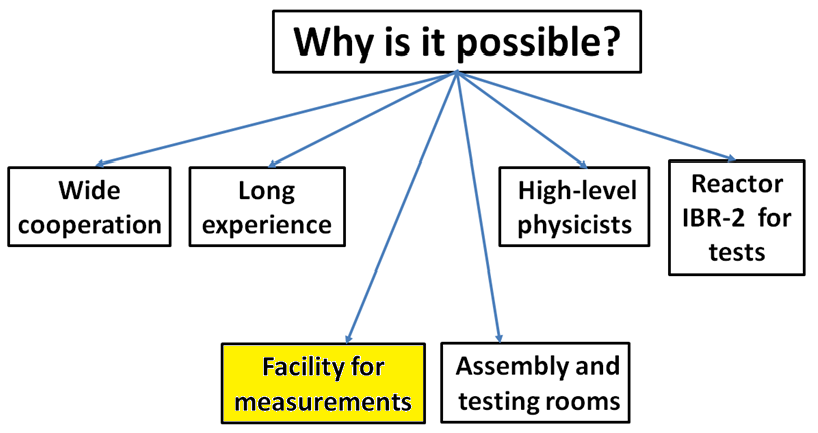 Why is it possible?
Wide
cooperation
Long
experience
High-level
physicists
Reactor
IBR-2 for
tests
Facility for
measurements
Assembly and
testing rooms